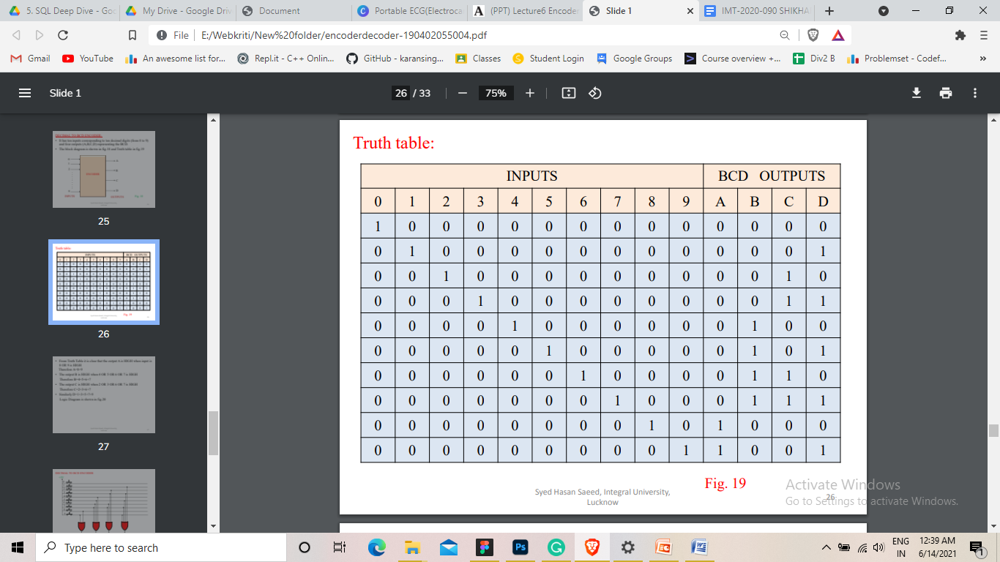 5. SQL Deep Dive - Goo
My Drive - Google Driv
Document
Portable ECG(Electroca
(PPT) Lecture6 Encode
Slide 1
IMT-2020-090 SHIKHA
File E:/Webkriti/New%20folder/encoderdecoder-190402055004.pdf
Gmail YouTube An awesome list for... Repl.it - C++ Onlin... GitHub - karansing... Classes Student Login Google Groups Course overview +... Div2 B Problemset - Codef... »
Slide 1 26 / 33 75%
25
26
27
Truth table:
INPUTS BCD OUTPUTS
0 1 2 3 4 5 6 7 8 9 A B C D
1 0 0 0 0 0 0 0 0 0 0 0 0 0
0 1 0 0 0 0 0 0 0 0 0 0 0 1
0 0 1 0 0 0 0 0 0 0 0 0 1 0
0 0 0 1 0 0 0 0 0 0 0 0 1 1
0 0 0 0 1 0 0 0 0 0 0 1 0 0
0 0 0 0 0 1 0 0 0 0 0 1 0 1
0 0 0 0 0 0 1 0 0 0 0 1 1 0
0 0 0 0 0 0 0 1 0 0 0 1 1 1
0 0 0 0 0 0 0 0 1 0 1 0 0 0
0 0 0 0 0 0 0 0 0 1 1 0 0 1
Fig. 19
Syed Hasan Saeed, Integral University,
Lucknow
26
Activate Windows
Go to Settings to activate Windows.
Type here to search
ENG
IN
12:39 AM
6/14/2021
1